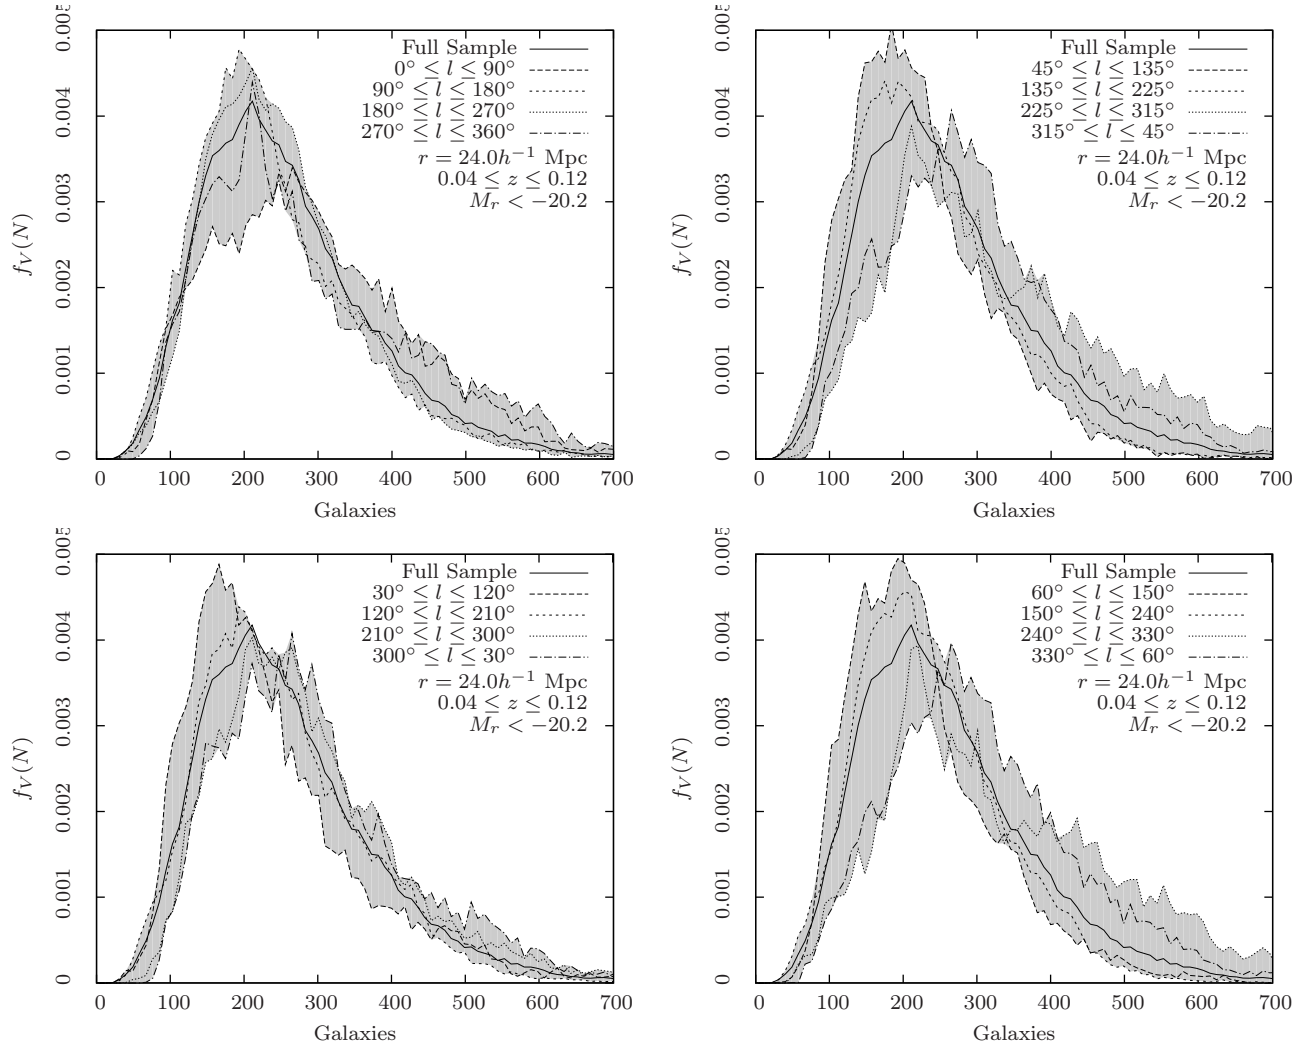 0.005
0.004
0.003
0.002
0.001
0
f_V(N)
0 100 200 300 400 500 600 700
Galaxies
Full Sample
0° ≤ l ≤ 90°
90° ≤ l ≤ 180°
180° ≤ l ≤ 270°
270° ≤ l ≤ 360°
r = 24.0h⁻¹ Mpc
0.04 ≤ z ≤ 0.12
M_r < −20.2
0.005
0.004
0.003
0.002
0.001
0
f_V(N)
0 100 200 300 400 500 600 700
Galaxies
Full Sample
45° ≤ l ≤ 135°
135° ≤ l ≤ 225°
225° ≤ l ≤ 315°
315° ≤ l ≤ 45°
r = 24.0h⁻¹ Mpc
0.04 ≤ z ≤ 0.12
M_r < −20.2
0.005
0.004
0.003
0.002
0.001
0
f_V(N)
0 100 200 300 400 500 600 700
Galaxies
Full Sample
30° ≤ l ≤ 120°
120° ≤ l ≤ 210°
210° ≤ l ≤ 300°
300° ≤ l ≤ 30°
r = 24.0h⁻¹ Mpc
0.04 ≤ z ≤ 0.12
M_r < −20.2
0.005
0.004
0.003
0.002
0.001
0
f_V(N)
0 100 200 300 400 500 600 700
Galaxies
Full Sample
60° ≤ l ≤ 150°
150° ≤ l ≤ 240°
240° ≤ l ≤ 330°
330° ≤ l ≤ 60°
r = 24.0h⁻¹ Mpc
0.04 ≤ z ≤ 0.12
M_r < −20.2